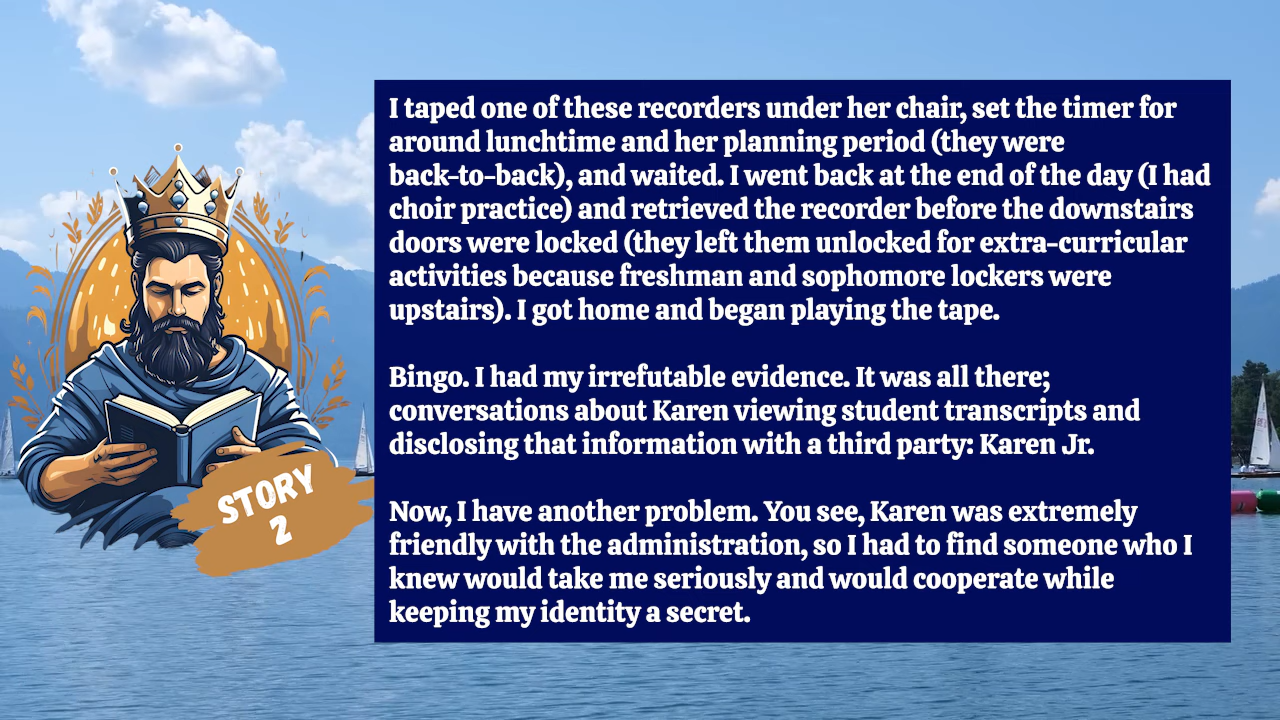 I taped one of these recorders under her chair, set the timer for
around lunchtime and her planning period (they were
back-to-back), and waited. I went back at the end of the day (I had
choir practice) and retrieved the recorder before the downstairs
doors were locked (they left them unlocked for extra-curricular
activities because freshman and sophomore lockers were
upstairs). I got home and began playing the tape.
Bingo. I had my irrefutable evidence. It was all there;
conversations about Karen viewing student transcripts and
disclosing that information with a third party: Karen Jr.
Now, I have another problem. You see, Karen was extremely
friendly with the administration, so I had to find someone who I
knew would take me seriously and would cooperate while
keeping my identity a secret.
STORY
2